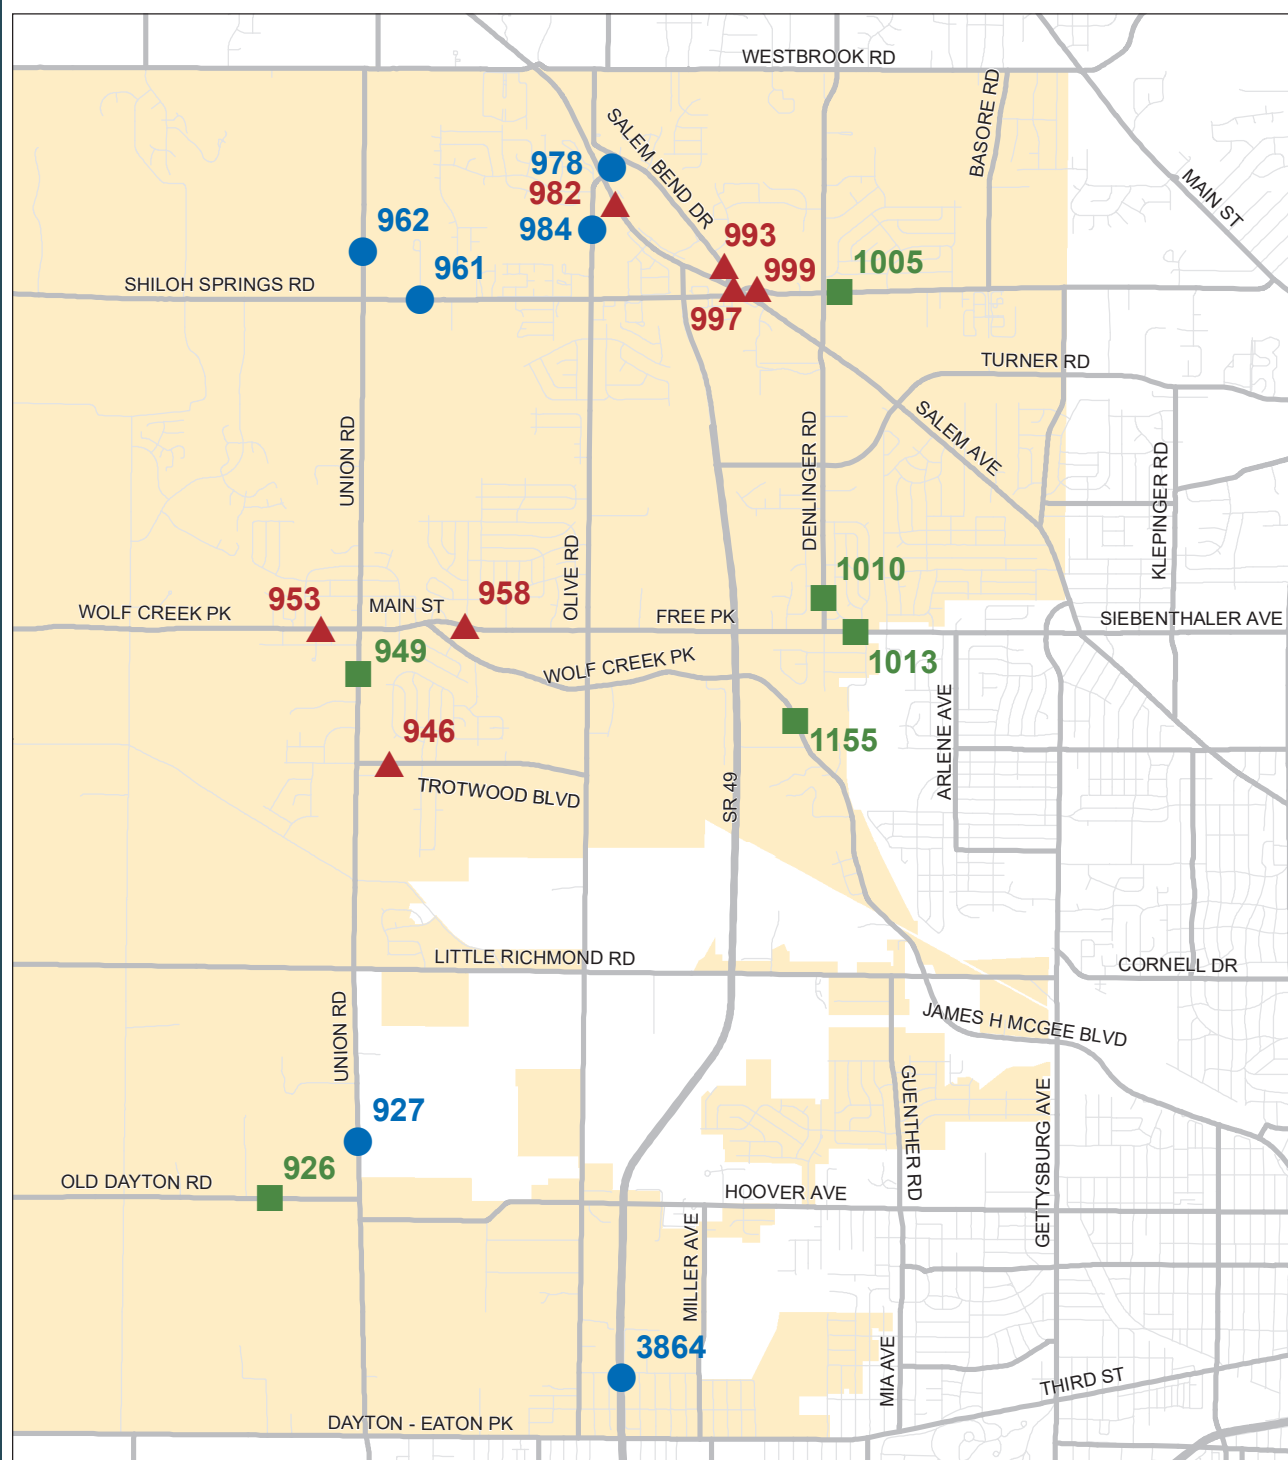 WESTBROOK RD
BASORE RD
SALEM BEND DR
MAIN ST
978
982
984
962
961
993
999
997
1005
SHILOH SPRINGS RD
TURNER RD
SALEM AVE
UNION RD
DENLINGER RD
KLEPINGER RD
OLIVE RD
1010
953
MAIN ST
958
WOLF CREEK PK
FREE PK
SIEBENTHALER AVE
949
1013
WOLF CREEK PK
ARLENE AVE
946
1155
TROTWOOD BLVD
SR 49
LITTLE RICHMOND RD
CORNELL DR
UNION RD
JAMES H MCGEE BLVD
927
GUENTHER RD
GETTYSBURG AVE
926
OLD DAYTON RD
HOOVER AVE
MILLER AVE
3864
MIA AVE
THIRD ST
DAYTON - EATON PK